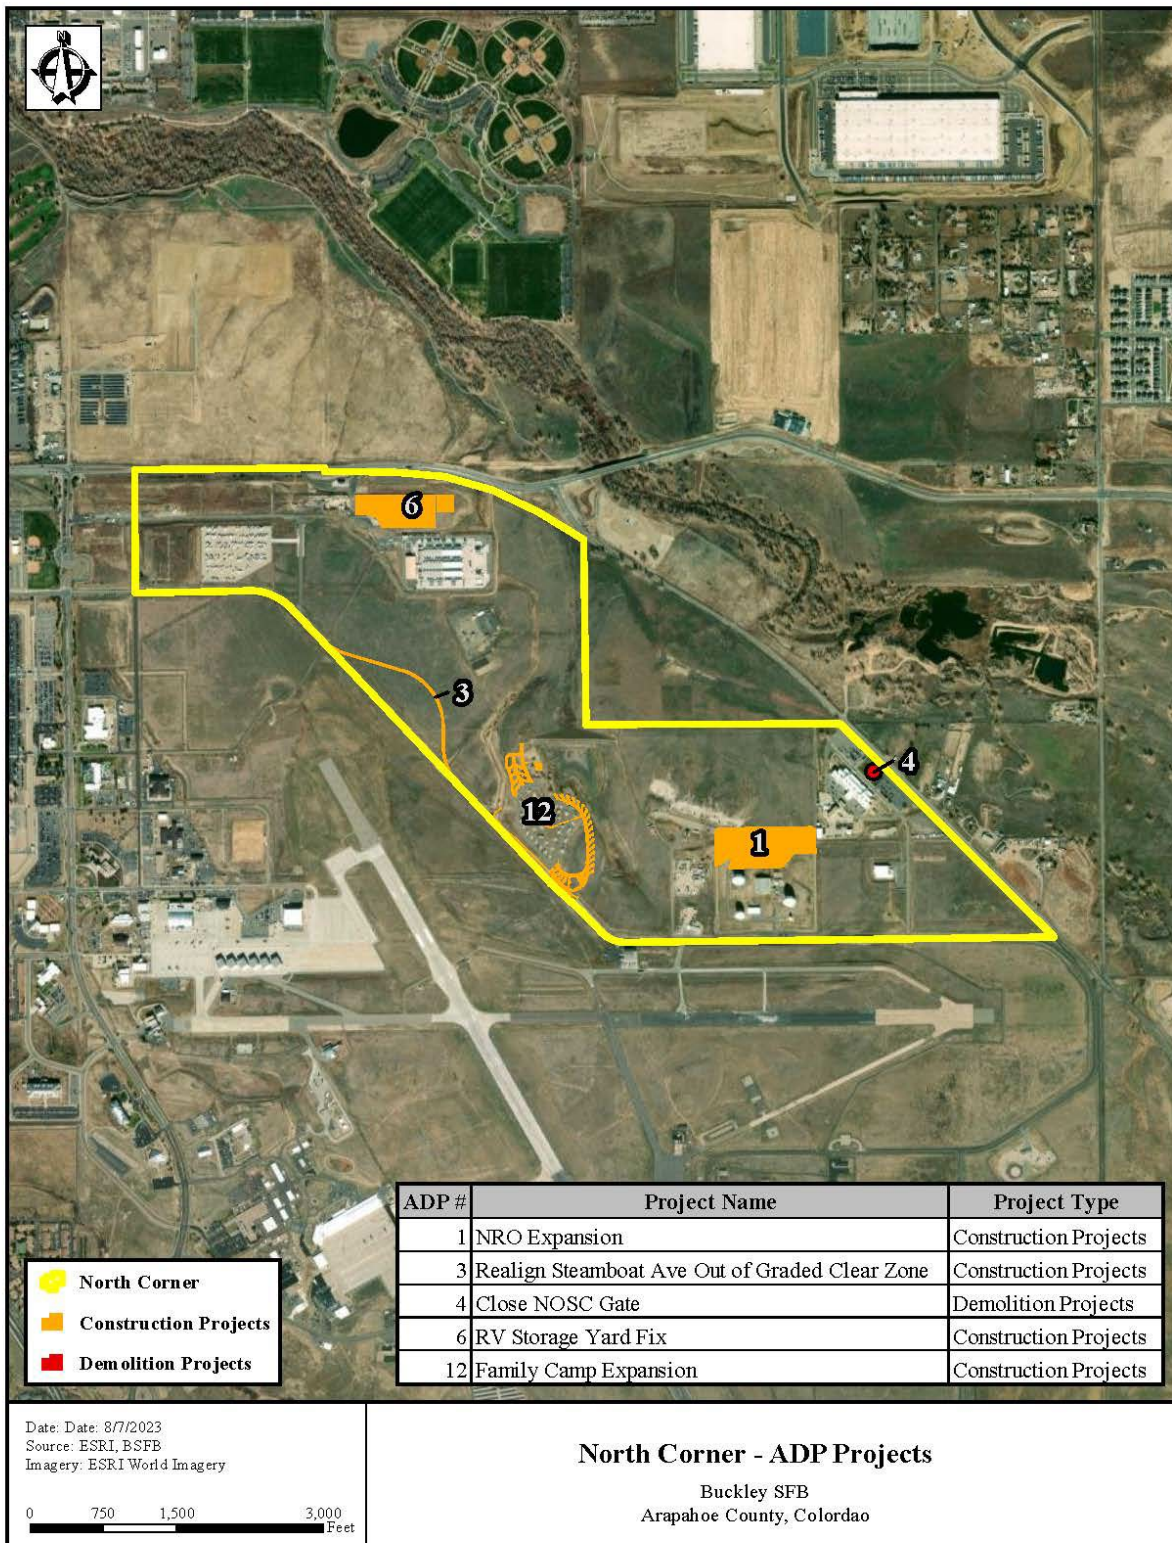 N
6
3
4
12
1
ADP # Project Name Project Type
1 NRO Expansion Construction Projects
3 Realign Steamboat Ave Out of Graded Clear Zone Construction Projects
4 Close NOSC Gate Demolition Projects
6 RV Storage Yard Fix Construction Projects
12 Family Camp Expansion Construction Projects
North Corner
Construction Projects
Demolition Projects
Date: Date: 8/7/2023
Source: ESRI, BSFB
Imagery: ESRI World Imagery
0 750 1,500 3,000
Feet
North Corner - ADP Projects
Buckley SFB
Arapahoe County, Colordao